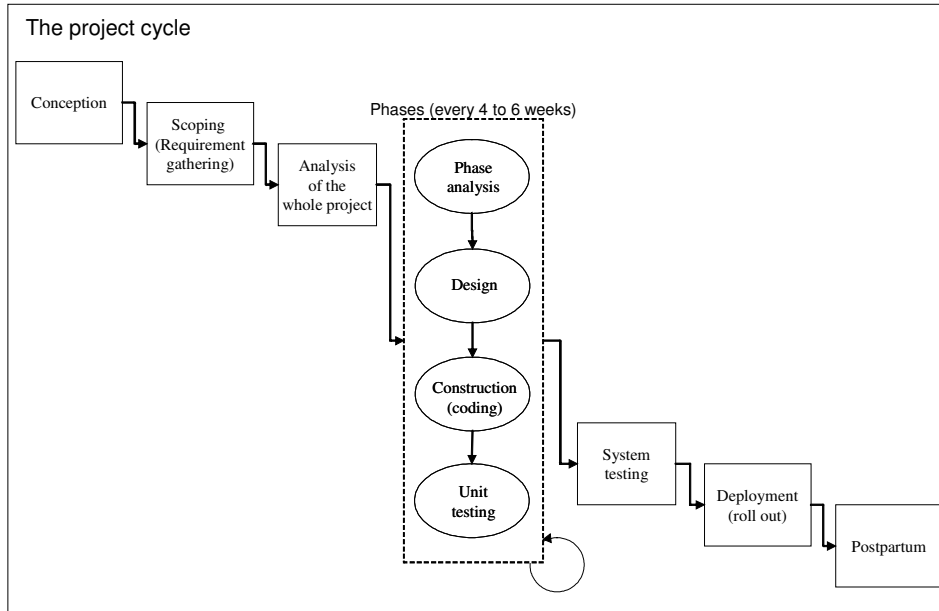 The project cycle
Conception
Scoping
(Requirement
gathering)
Analysis
of the
whole project
Phases (every 4 to 6 weeks)
Phase
analysis
Design
Construction
(coding)
Unit
testing
System
testing
Deployment
(roll out)
Postpartum